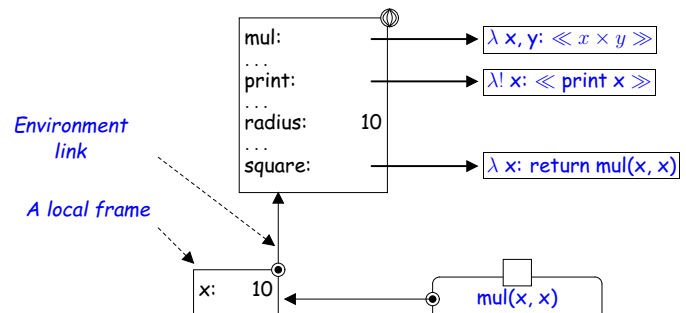 mul:
λ x, y: ≪ x × y ≫
...
print:
λ! x: ≪ print x ≫
...
radius: 10
...
square:
λ x: return mul(x, x)
Environment
link
A local frame
x: 10
mul(x, x)